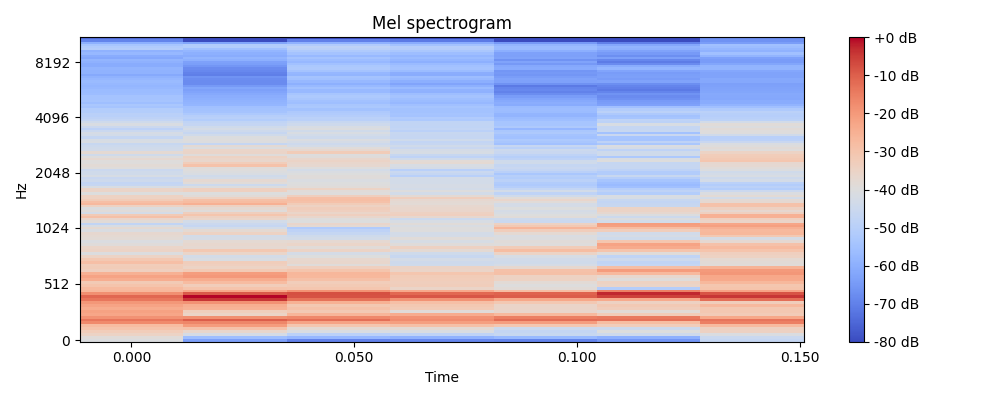 Mel spectrogram
+0 dB
8192
-10 dB
4096
-20 dB
-30 dB
2048
Hz
-40 dB
1024
-50 dB
512
-60 dB
-70 dB
0
-80 dB
0.000 0.050 0.100 0.150
Time